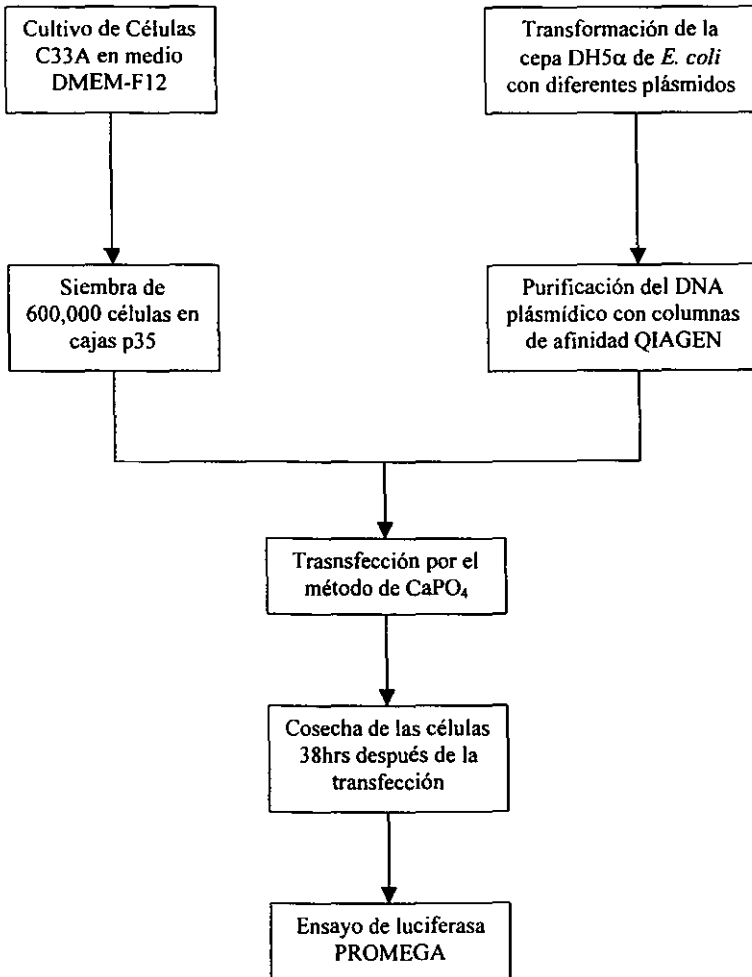 Cultivo de Células
C33A en medio
DMEM-F12
Transformación de la
cepa DH5α de E. coli
con diferentes plásmidos
Siembra de
600,000 células en
cajas p35
Purificación del DNA
plásmídico con columnas
de afinidad QIAGEN
Trasnsfección por el
método de CaPO₄
Cosecha de las células
38hrs después de la
transfección
Ensayo de luciferasa
PROMEGA